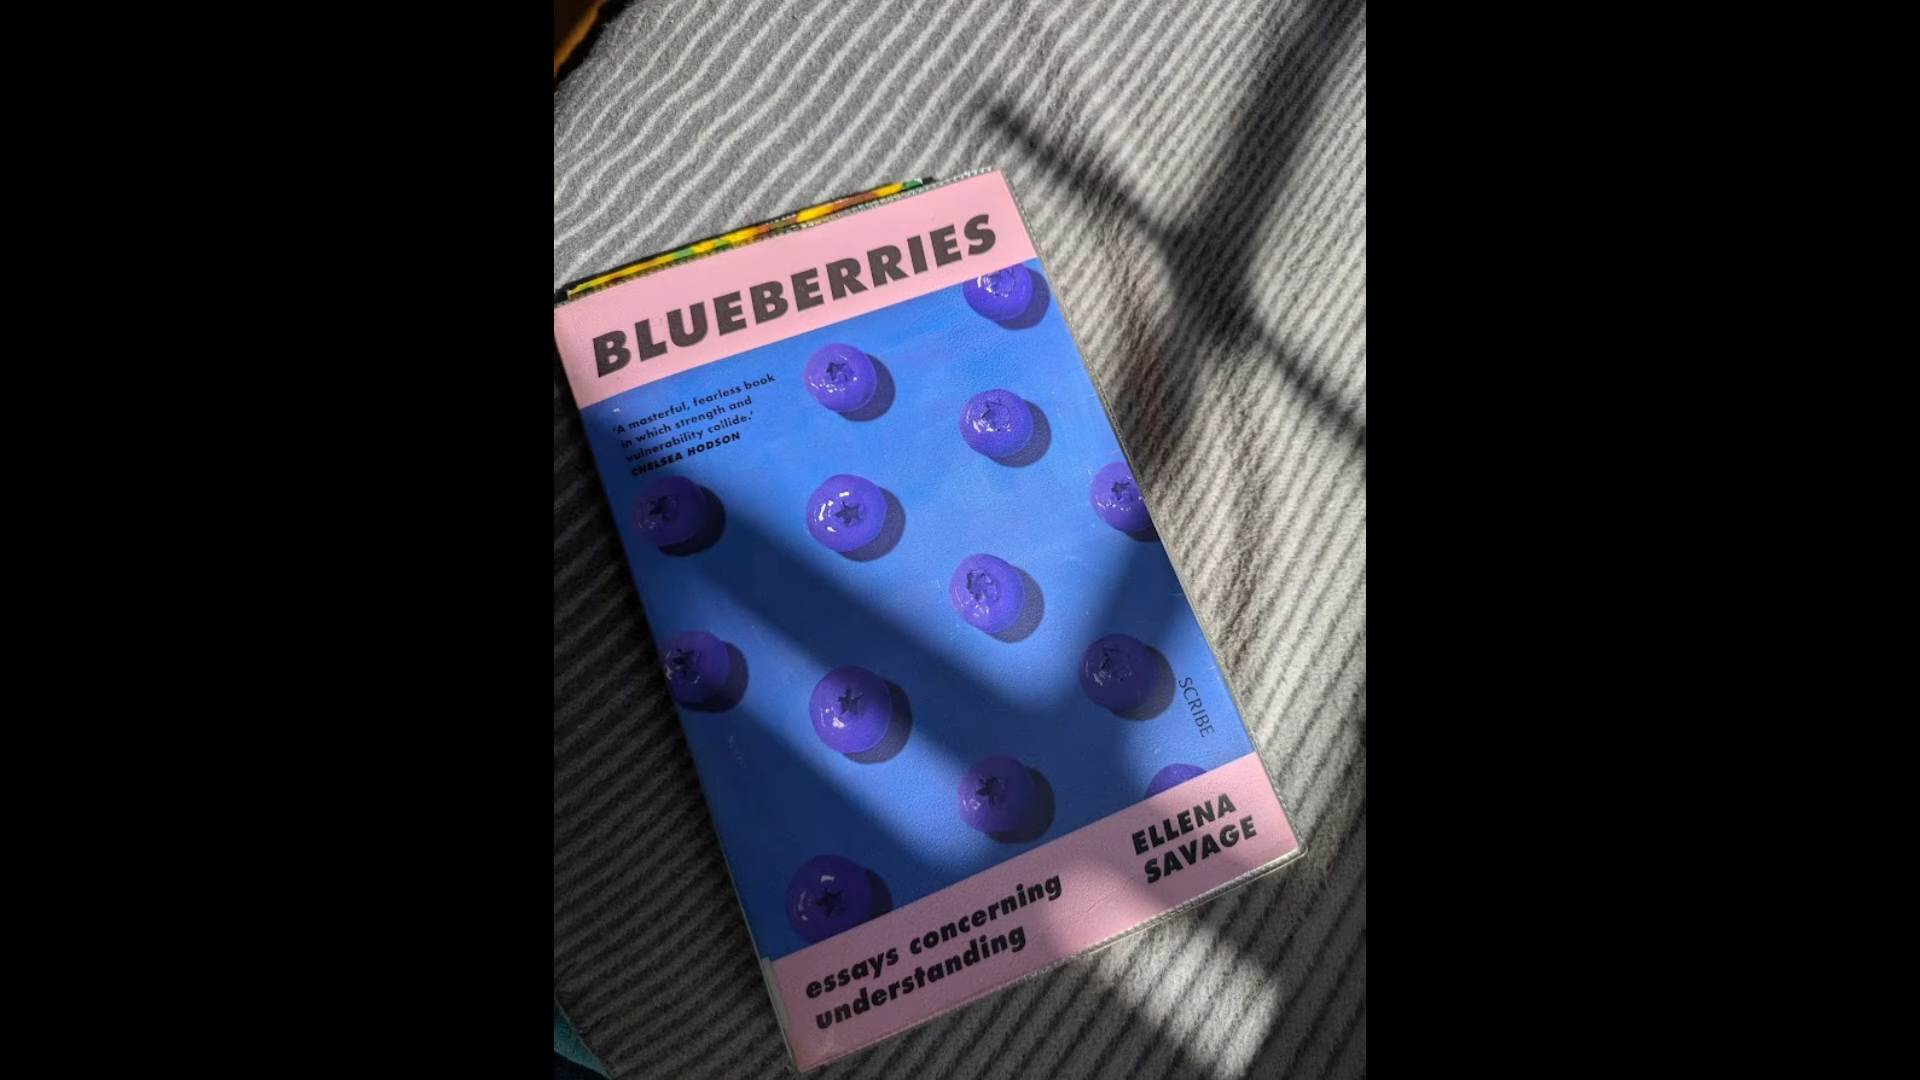 BLUEBERRIES
'A masterful, fearless book
in which strength and
vulnerability collide.'
CHELSEA HODSON
SCRIBE
ELLENA
SAVAGE
essays concerning
understanding